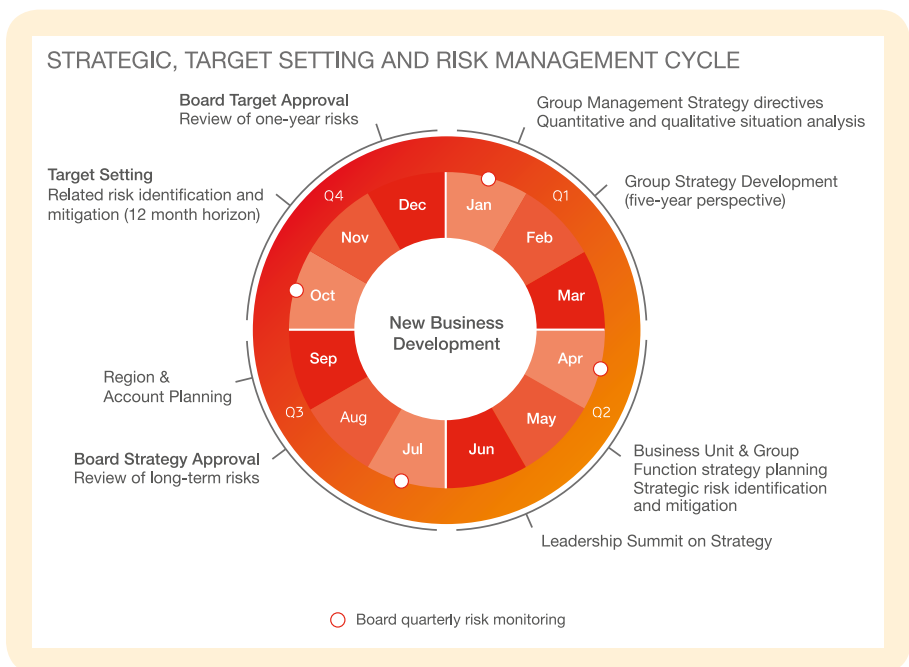 STRATEGIC, TARGET SETTING AND RISK MANAGEMENT CYCLE
Board Target Approval
Review of one-year risks
Group Management Strategy directives
Quantitative and qualitative situation analysis
Target Setting
Related risk identification and
mitigation (12 month horizon)
Group Strategy Development
(five-year perspective)
Q4
Q1
Dec
Jan
Nov
Feb
Oct
Mar
New Business
Development
Sep
Apr
Aug
May
Jul
Jun
Q3
Q2
Region &
Account Planning
Board Strategy Approval
Review of long-term risks
Business Unit & Group
Function strategy planning
Strategic risk identification
and mitigation
Leadership Summit on Strategy
Board quarterly risk monitoring